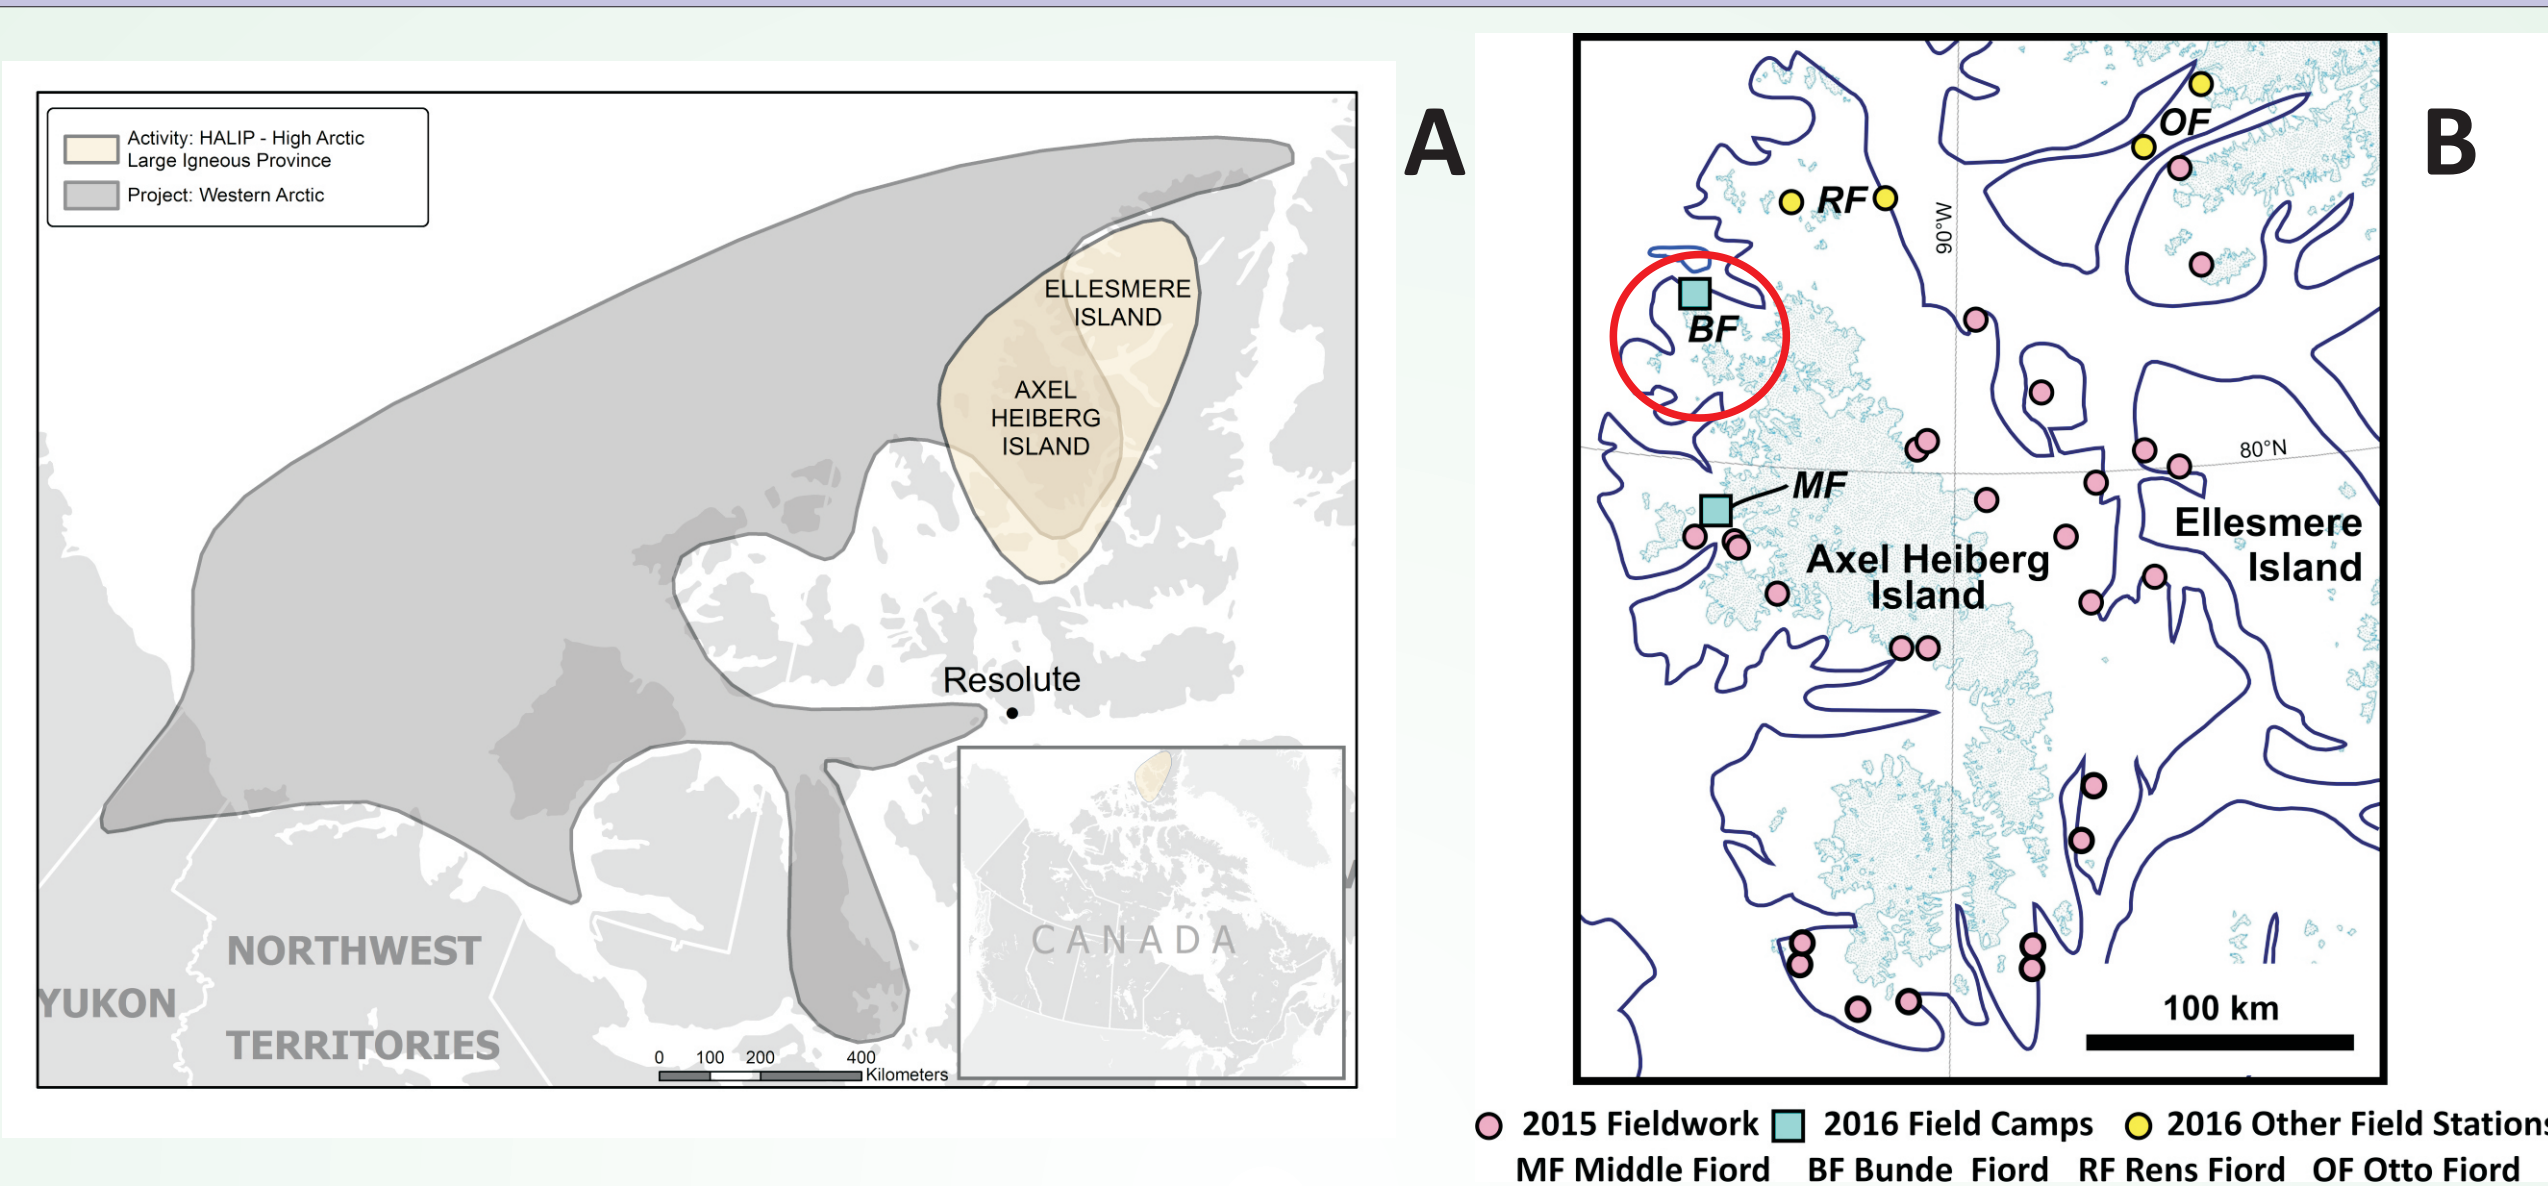 Activity: HALIP - High Arctic
Large Igneous Province
Project: Western Arctic
A
ELLESMERE
ISLAND
AXEL
HEIBERG
ISLAND
Resolute
NORTHWEST
YUKON
TERRITORIES
0 100 200 400
Kilometers
CANADA
B
OF
RF
90°W
BF
80°N
MF
Ellesmere
Island
Axel Heiberg
Island
100 km
2015 Fieldwork 2016 Field Camps 2016 Other Field Stations
MF Middle Fiord BF Bunde Fiord RF Rens Fiord OF Otto Fiord